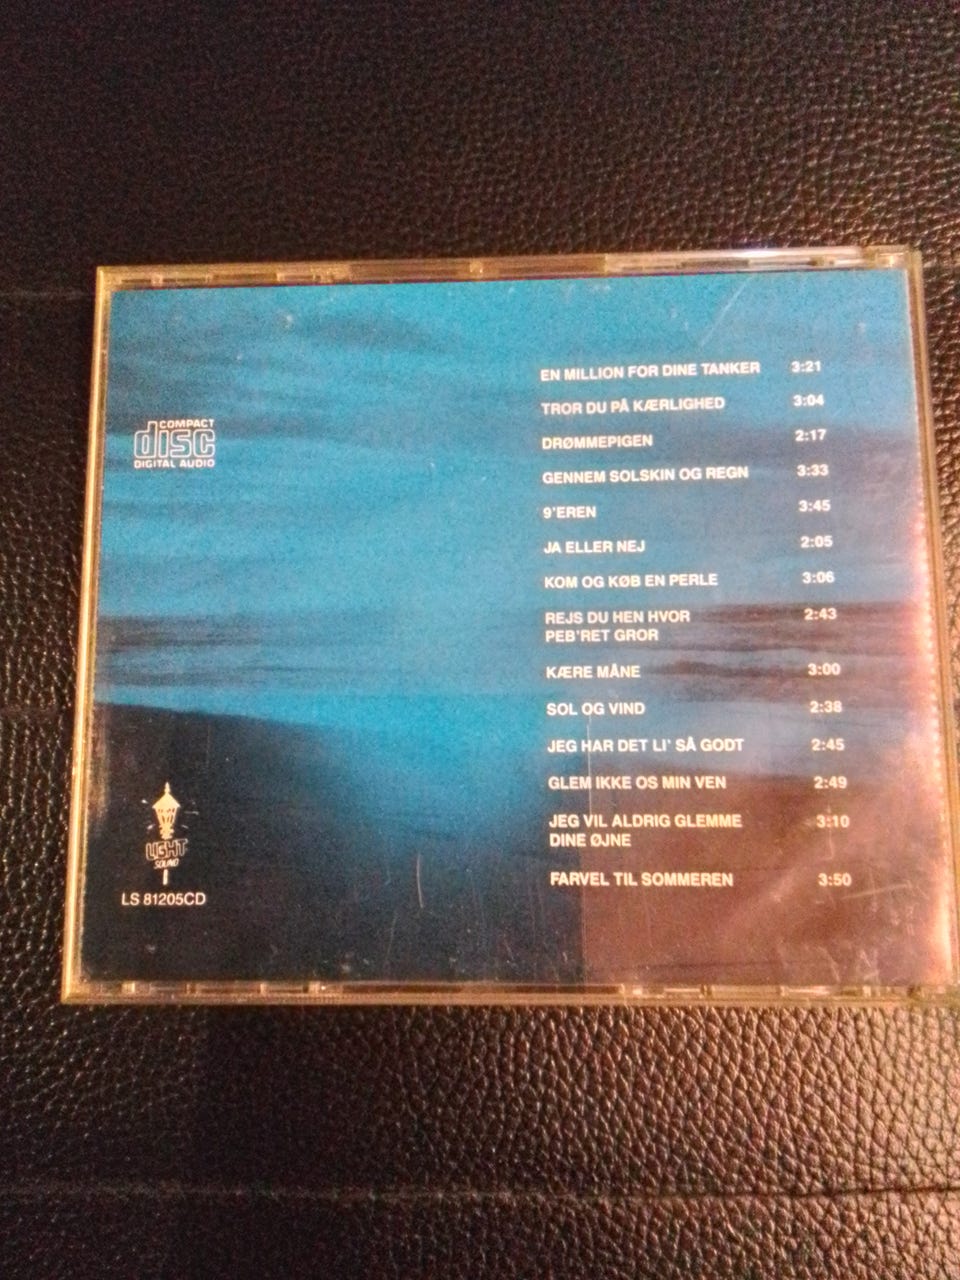 COMPACT
disc
DIGITAL AUDIO
EN MILLION FOR DINE TANKER 3:21
TROR DU PÅ KÆRLIGHED 3:04
DRØMMEPIGEN 2:17
GENNEM SOLSKIN OG REGN 3:33
9'EREN 3:45
JA ELLER NEJ 2:05
KOM OG KØB EN PERLE 3:06
REJS DU HEN HVOR 2:43
PEB'RET GROR
KÆRE MÅNE 3:00
SOL OG VIND 2:38
JEG HAR DET LI' SÅ GODT 2:45
GLEM IKKE OS MIN VEN 2:49
JEG VIL ALDRIG GLEMME 3:10
DINE ØJNE
FARVEL TIL SOMMEREN 3:50
LIGHT
SOUND
LS 81205CD